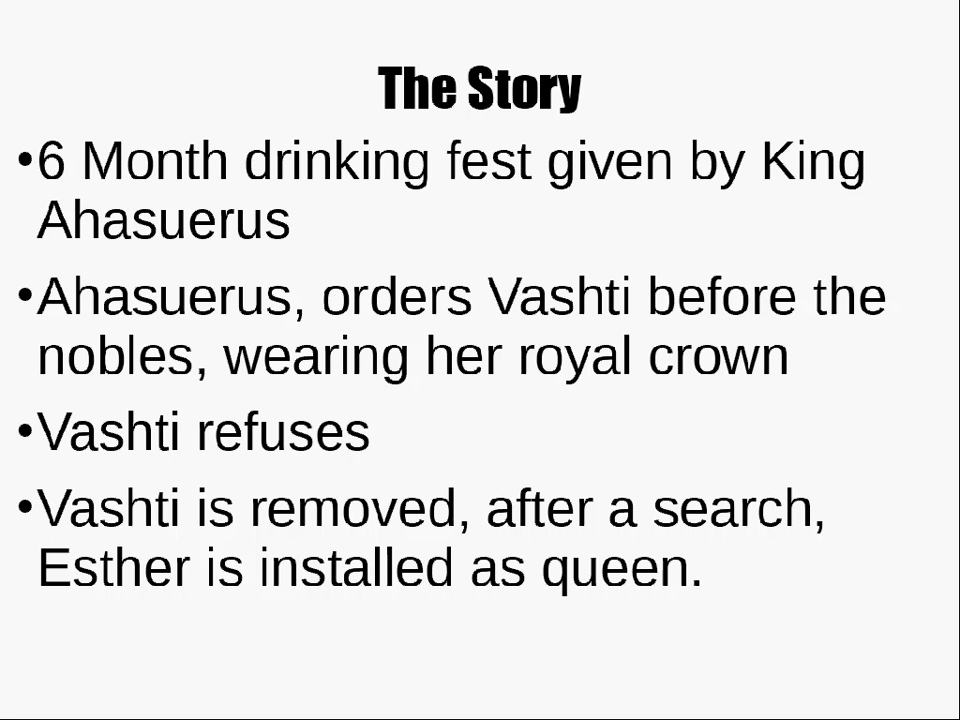 The Story
•6 Month drinking fest given by King
Ahasuerus
•Ahasuerus, orders Vashti before the
nobles, wearing her royal crown
•Vashti refuses
•Vashti is removed, after a search,
Esther is installed as queen.